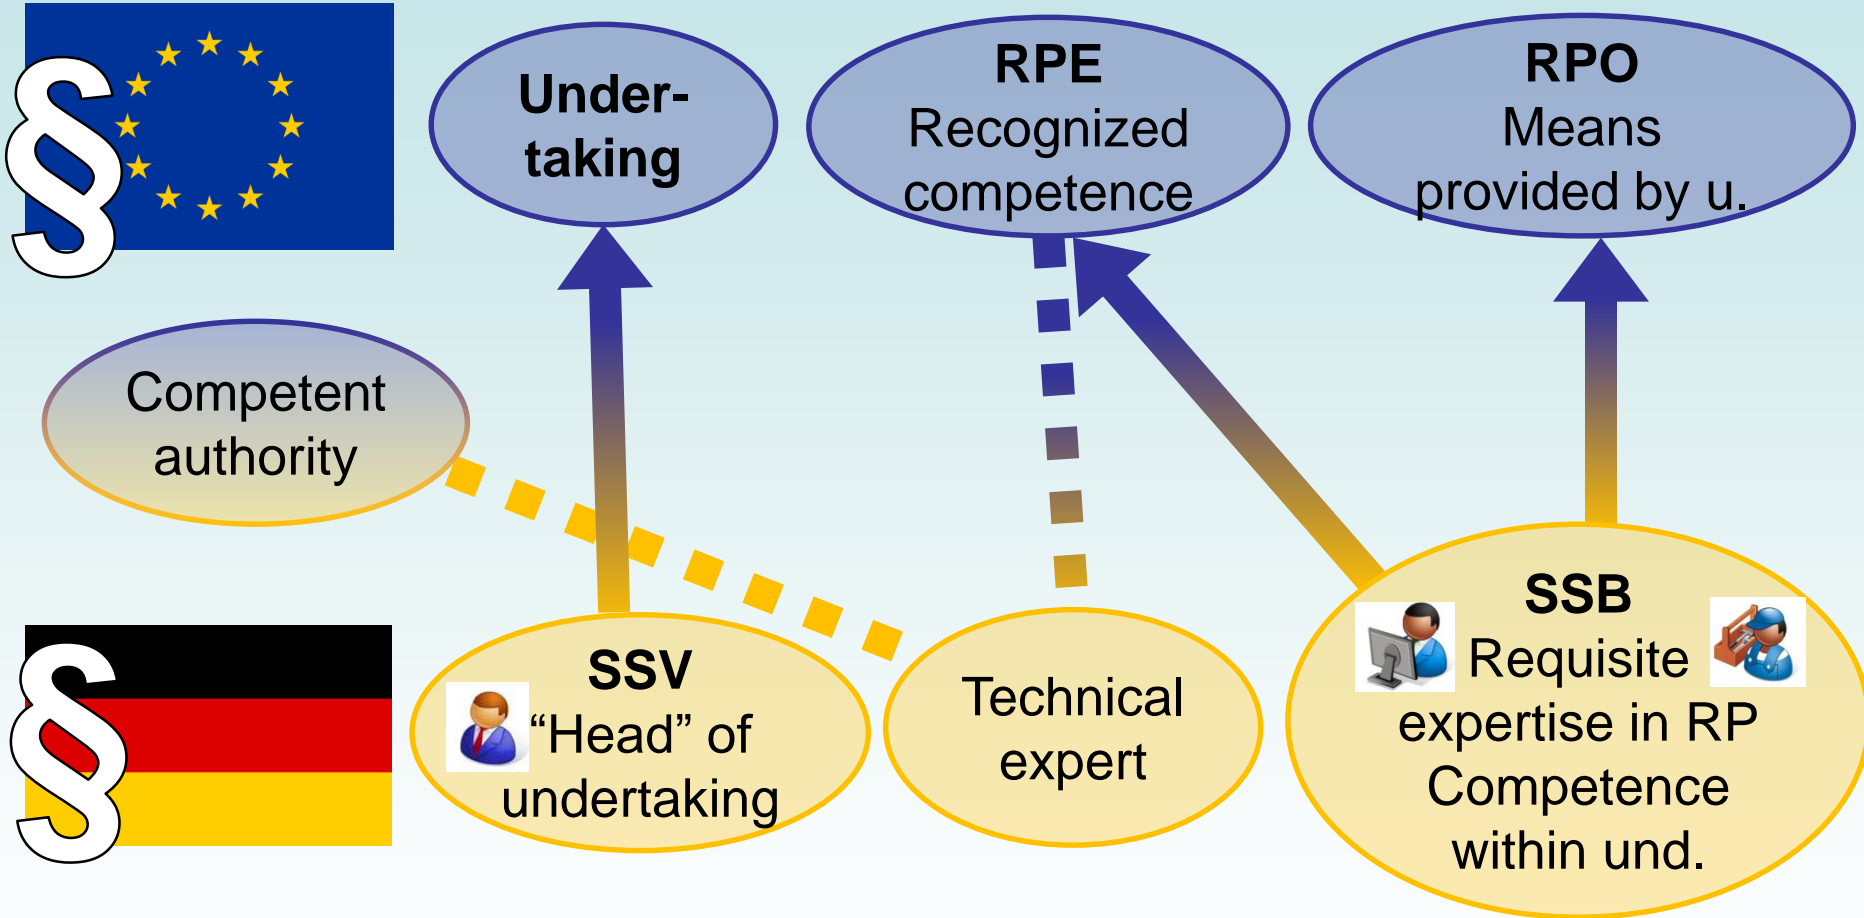 §
Under-
taking
RPE
Recognized
competence
RPO
Means
provided by u.
Competent
authority
§
SSV
“Head” of
undertaking
Technical
expert
SSB
Requisite
expertise in RP
Competence
within und.